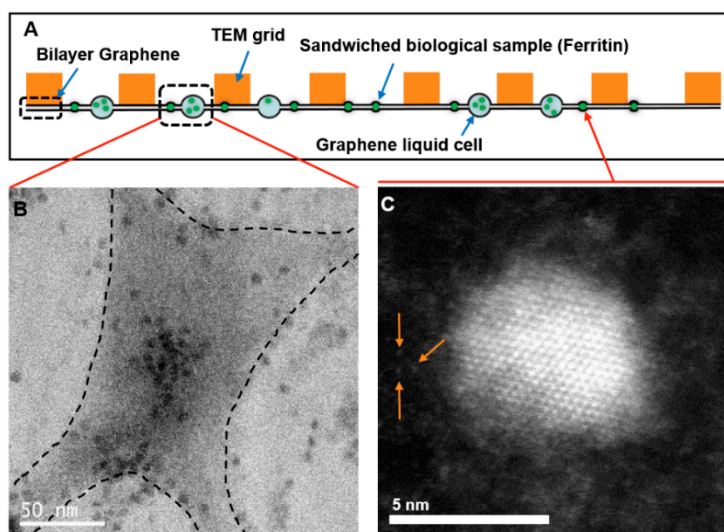 A
Bilayer Graphene
TEM grid
Sandwiched biological sample (Ferritin)
Graphene liquid cell
B
50 nm
C
5 nm